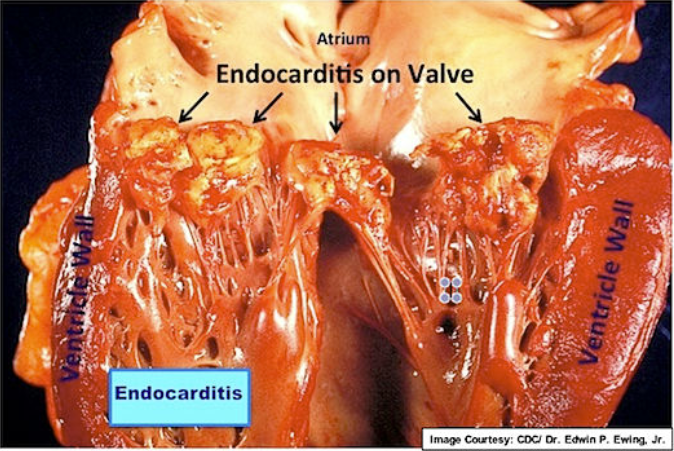 Atrium
Endocarditis on Valve
Ventricle Wall
Ventricle Wall
Endocarditis
Image Courtesy: CDC/ Dr. Edwin P. Ewing, Jr.